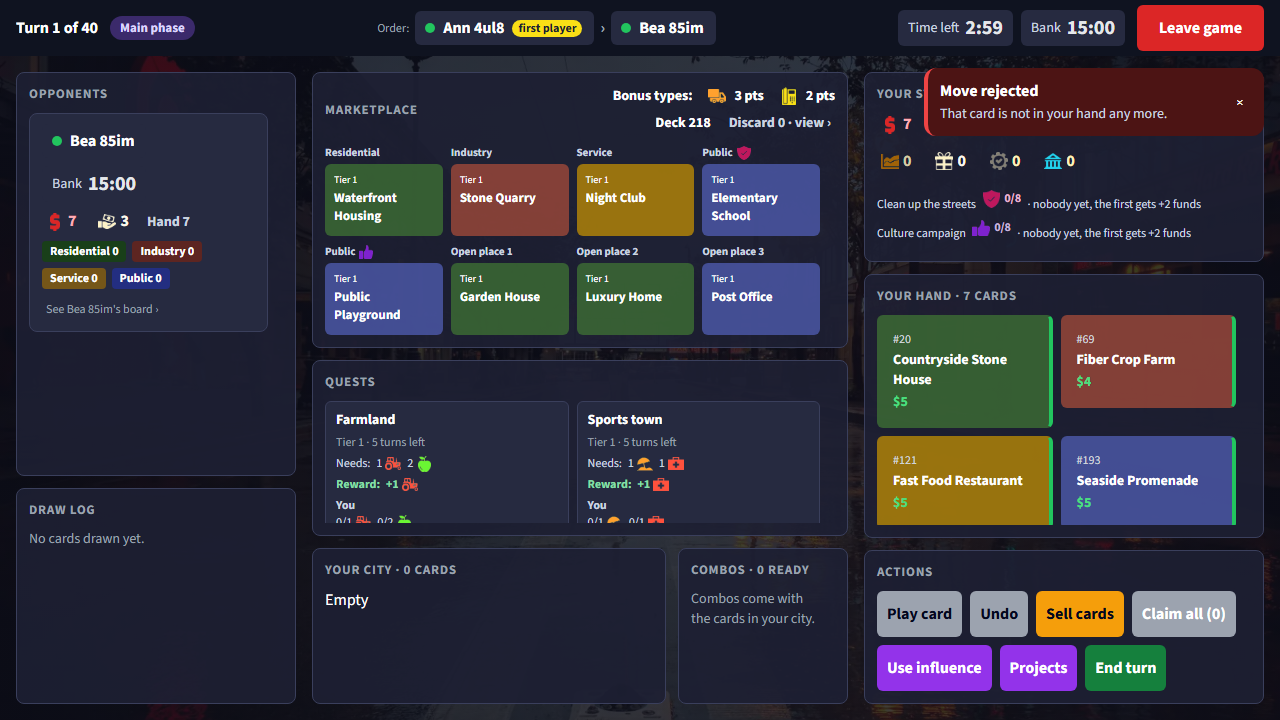 Turn 1 of 40 Main phase Order: Ann 4ul8 first player › Bea 85im Time left 2:59 Bank 15:00 Leave game
OPPONENTS
Bea 85im
Bank 15:00
7 3 Hand 7
Residential 0 Industry 0
Service 0 Public 0
See Bea 85im's board ›
DRAW LOG
No cards drawn yet.
MARKETPLACE
Bonus types: 3 pts 2 pts
Deck 218 Discard 0 · view ›
Residential Industry Service Public
Tier 1 Tier 1 Tier 1 Tier 1
Waterfront Stone Quarry Night Club Elementary
Housing School
Public Open place 1 Open place 2 Open place 3
Tier 1 Tier 1 Tier 1 Tier 1
Public Garden House Luxury Home Post Office
Playground
QUESTS
Farmland Sports town
Tier 1 · 5 turns left Tier 1 · 5 turns left
Needs: 1 2 Needs: 1 1
Reward: +1 Reward: +1
You You
0/1 0/2 0/1 0/1
YOUR CITY · 0 CARDS
Empty
COMBOS · 0 READY
Combos come with
the cards in your city.
YOUR S
7
Move rejected
That card is not in your hand any more.
×
0 0 0 0
Clean up the streets 0/8 · nobody yet, the first gets +2 funds
Culture campaign 0/8 · nobody yet, the first gets +2 funds
YOUR HAND · 7 CARDS
#20 #69
Countryside Stone Fiber Crop Farm
House $4
$5
#121 #193
Fast Food Restaurant Seaside Promenade
$5 $5
ACTIONS
Play card Undo Sell cards Claim all (0)
Use influence Projects End turn